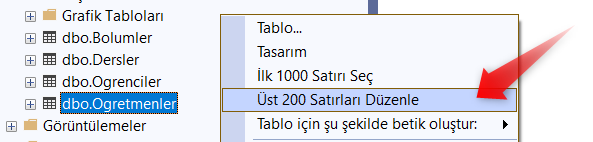 Grafik Tabloları
dbo.Bolumler
dbo.Dersler
dbo.Ogrenciler
dbo.Ogretmenler
Görüntülemeler
Tablo...
Tasarım
İlk 1000 Satırı Seç
Üst 200 Satırları Düzenle
Tablo için şu şekilde betik oluştur: